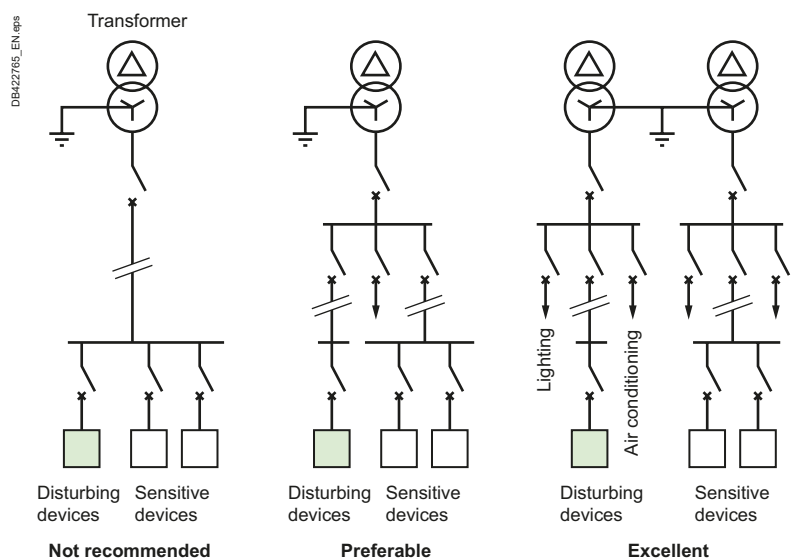 DB422765_EN.eps
Transformer
Lighting
Air conditioning
Disturbing
devices
Sensitive
devices
Disturbing
devices
Sensitive
devices
Disturbing
devices
Sensitive
devices
Not recommended
Preferable
Excellent